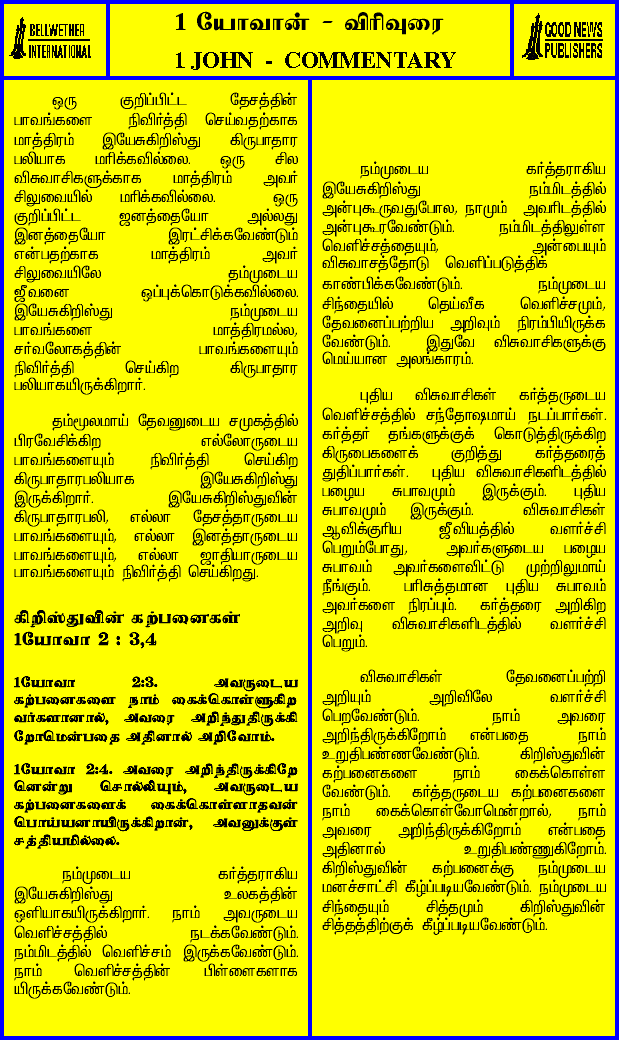 BELLWETHER
INTERNATIONAL
1 யோவான் - விரிவுரை
1 JOHN - COMMENTARY
GOOD NEWS
PUBLISHERS
ஒரு குறிப்பிட்ட தேசத்தின்
பாவங்களை நிவிர்த்தி செய்வதற்காக
மாத்திரம் இயேசுகிறிஸ்து கிருபாதார
பலியாக மரிக்கவில்லை. ஒரு சில
விசுவாசிகளுக்காக மாத்திரம் அவர்
சிலுவையில் மரிக்கவில்லை. ஒரு
குறிப்பிட்ட ஜனத்தையோ அல்லது
இனத்தையோ இரட்சிக்கவேண்டும்
என்பதற்காக மாத்திரம் அவர்
சிலுவையிலே தம்முடைய
ஜீவனை ஒப்புக்கொடுக்கவில்லை.
இயேசுகிறிஸ்து நம்முடைய
பாவங்களை மாத்திரமல்ல,
சர்வலோகத்தின் பாவங்களையும்
நிவிர்த்தி செய்கிற கிருபாதார
பலியாகயிருக்கிறார்.
தம்மூலமாய் தேவனுடைய சமுகத்தில்
பிரவேசிக்கிற எல்லோருடைய
பாவங்களையும் நிவிர்த்தி செய்கிற
கிருபாதாரபலியாக இயேசுகிறிஸ்து
இருக்கிறார். இயேசுகிறிஸ்துவின்
கிருபாதாரபலி, எல்லா தேசத்தாருடைய
பாவங்களையும், எல்லா இனத்தாருடைய
பாவங்களையும், எல்லா ஜாதியாருடைய
பாவங்களையும் நிவிர்த்தி செய்கிறது.
கிறிஸ்துவின் கற்பனைகள்
1யோவா 2 : 3,4
1யோவா 2:3. அவருடைய
கற்பனைகளை நாம் கைக்கொள்ளுகிற
வர்களானால், அவரை அறிந்துதிருக்கி
றோமென்பதை அதினால் அறிவோம்.
1யோவா 2:4. அவரை அறிந்திருக்கிறே
னென்று சொல்லியும், அவருடைய
கற்பனைகளைக் கைக்கொள்ளாதவன்
பொய்யனாயிருக்கிறான், அவனுக்குள்
சத்தியமில்லை.
நம்முடைய கர்த்தராகிய
இயேசுகிறிஸ்து உலகத்தின்
ஒளியாகயிருக்கிறார். நாம் அவருடைய
வெளிச்சத்தில் நடக்கவேண்டும்.
நம்மிடத்தில் வெளிச்சம் இருக்கவேண்டும்.
நாம் வெளிச்சத்தின் பிள்ளைகளாக
யிருக்கவேண்டும்.
நம்முடைய கர்த்தராகிய
இயேசுகிறிஸ்து நம்மிடத்தில்
அன்புகூருவதுபோல, நாமும் அவரிடத்தில்
அன்புகூரவேண்டும். நம்மிடத்திலுள்ள
வெளிச்சத்தையும், அன்பையும்
விசுவாசத்தோடு வெளிப்படுத்திக்
காண்பிக்கவேண்டும். நம்முடைய
சிந்தையில் தெய்வீக வெளிச்சமும்,
தேவனைப்பற்றிய அறிவும் நிரம்பியிருக்க
வேண்டும். இதுவே விசுவாசிகளுக்கு
மெய்யான அலங்காரம்.
புதிய விசுவாசிகள் கர்த்தருடைய
வெளிச்சத்தில் சந்தோஷமாய் நடப்பார்கள்.
கர்த்தர் தங்களுக்குக் கொடுத்திருக்கிற
கிருபைகளைக் குறித்து கர்த்தரைத்
துதிப்பார்கள். புதிய விசுவாசிகளிடத்தில்
பழைய சுபாவமும் இருக்கும். புதிய
சுபாவமும் இருக்கும். விசுவாசிகள்
ஆவிக்குரிய ஜீவியத்தில் வளர்ச்சி
பெறும்போது, அவர்களுடைய பழைய
சுபாவம் அவர்களைவிட்டு முற்றிலுமாய்
நீங்கும். பரிசுத்தமான புதிய சுபாவம்
அவர்களை நிரப்பும். கர்த்தரை அறிகிற
அறிவு விசுவாசிகளிடத்தில் வளர்ச்சி
பெறும்.
விசுவாசிகள் தேவனைப்பற்றி
அறியும் அறிவிலே வளர்ச்சி
பெறவேண்டும். நாம் அவரை
அறிந்திருக்கிறோம் என்பதை நாம்
உறுதிபண்ணவேண்டும். கிறிஸ்துவின்
கற்பனைகளை நாம் கைக்கொள்ள
வேண்டும். கர்த்தருடைய கற்பனைகளை
நாம் கைக்கொள்வோமென்றால், நாம்
அவரை அறிந்திருக்கிறோம் என்பதை
அதினால் உறுதிபண்ணுகிறோம்.
கிறிஸ்துவின் கற்பனைக்கு நம்முடைய
மனச்சாட்சி கீழ்ப்படியவேண்டும். நம்முடைய
சிந்தையும் சித்தமும் கிறிஸ்துவின்
சித்தத்திற்குக் கீழ்ப்படியவேண்டும்.